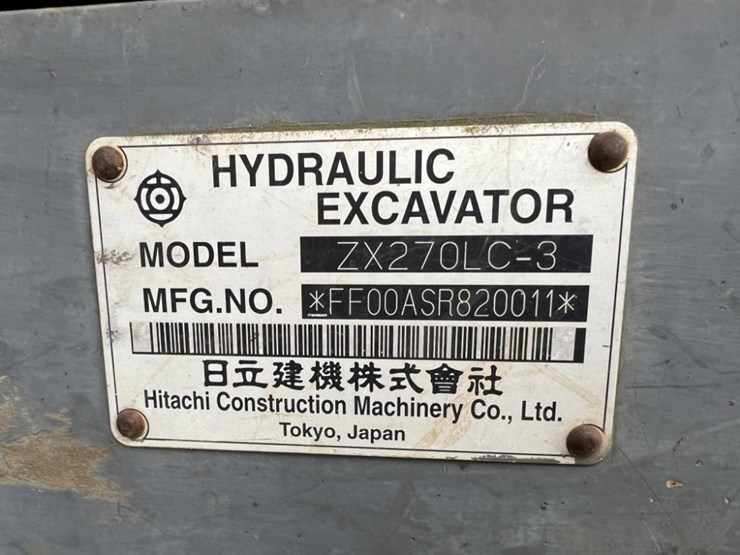 HYDRAULIC
EXCAVATOR
MODEL ZX270LC-3
MFG.NO. *FF00ASR820011*
日立建機株式會社
Hitachi Construction Machinery Co., Ltd.
Tokyo, Japan